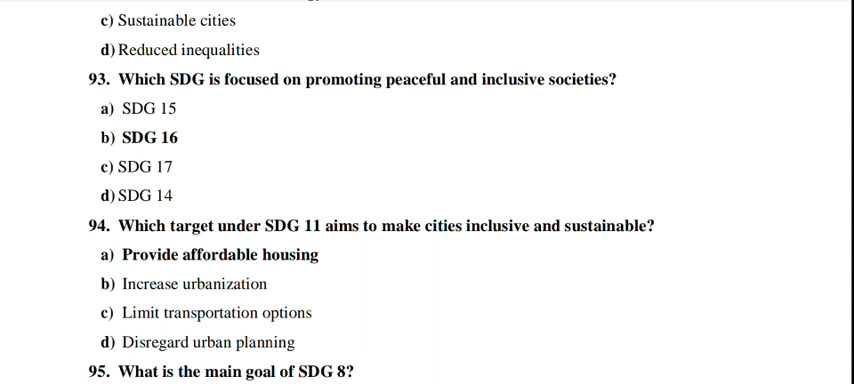 c) Sustainable cities
d) Reduced inequalities
93. Which SDG is focused on promoting peaceful and inclusive societies?
a) SDG 15
b) SDG 16
c) SDG 17
d) SDG 14
94. Which target under SDG 11 aims to make cities inclusive and sustainable?
a) Provide affordable housing
b) Increase urbanization
c) Limit transportation options
d) Disregard urban planning
95. What is the main goal of SDG 8?